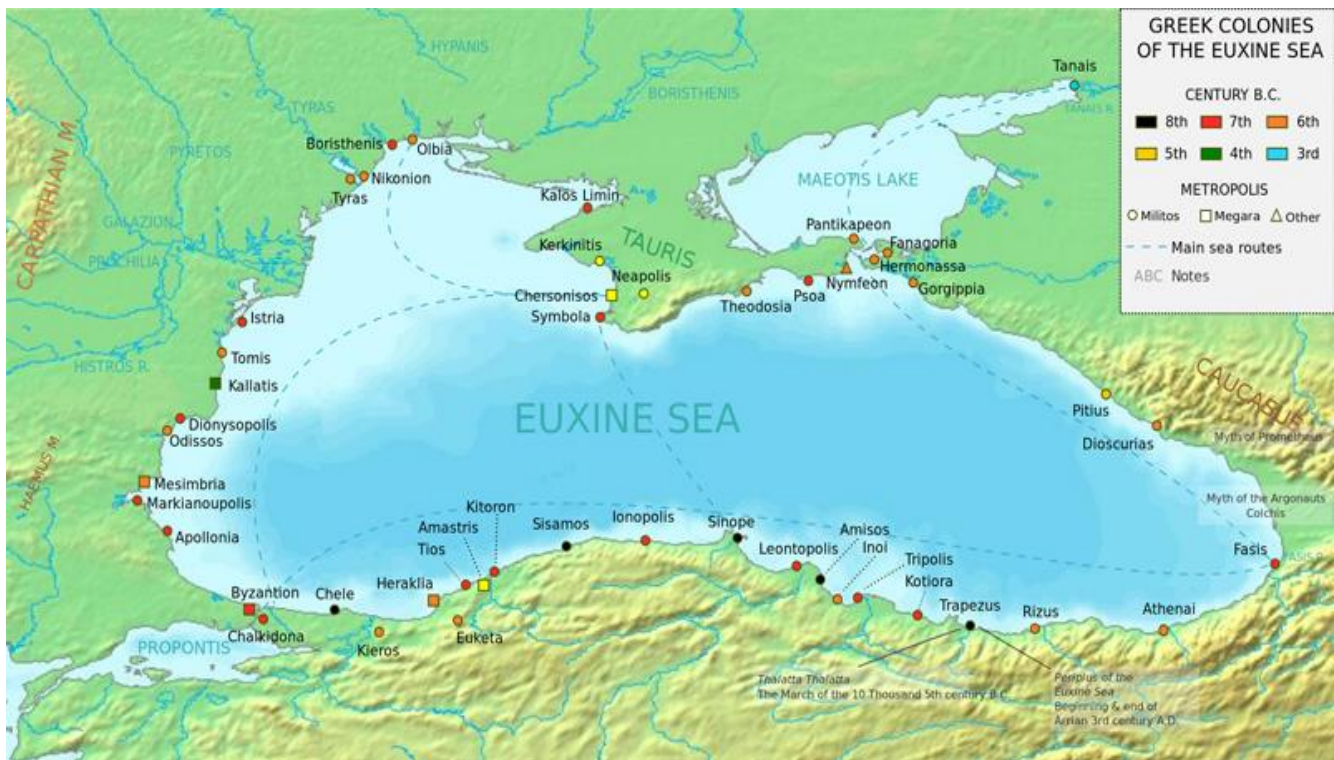 GREEK COLONIES
OF THE EUXINE SEA
CENTURY B.C.
8th 7th 6th
5th 4th 3rd
METROPOLIS
Militos Megara Other
Main sea routes
ABC Notes
HYPANIS
Tanais
TANAIS R.
BORISTHENIS
TYRAS
Boristhenis
Olbia
PYRETOS
CARPATHIAN M.
Nikonion
Tyras
MAEOTIS LAKE
Kalos Limin
GALAZION
TAURIS
Pantikapeon
Fanagoria
Kerkinitis
Hermonassa
Neapolis
Nymfeon
Gorgippia
Chersonisos
Psoa
Theodosia
Symbola
Istria
Tomis
HISTROS R.
Kallatis
CAUCABUE
EUXINE SEA
Pitius
Dionysopolis
Odissos
Dioscurias
Myth of Prometheus
HAEMUS M.
Mesimbria
Markianoupolis
Myth of the Argonauts
Colchis
Kitoron
Amastris
Sisamos
Ionopolis
Sinope
Amisos
Apollonia
Tios
Leontopolis
Inoi
Fasis
FASIS R.
Tripolis
Heraklia
Kotiora
Byzantion
Chele
Trapezus
Rizus
Athenai
Chalkidona
Euketa
PROPONTIS
Kieros
Thalatta Thalatta
The March of the 10 Thousand 5th century B.C.
Periplus of the
Euxine Sea
Beginning & end of
Arrian 3rd century A.D.